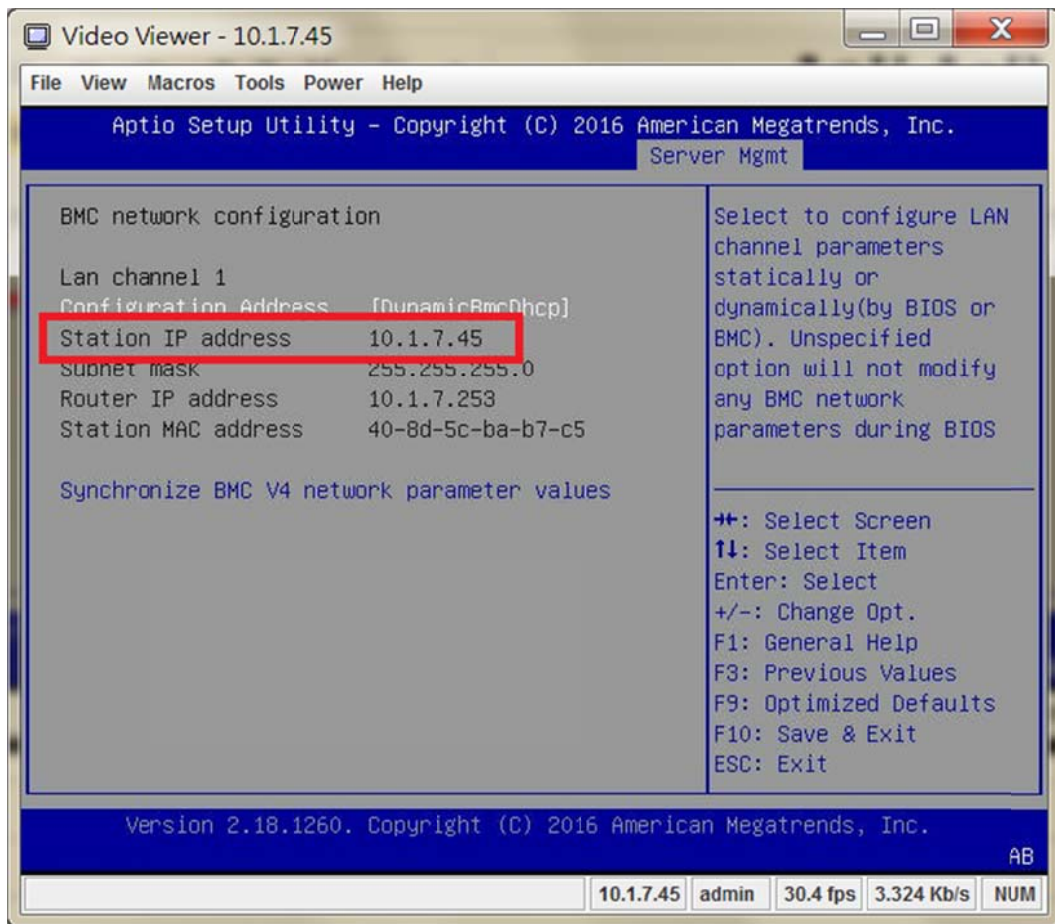 Video Viewer - 10.1.7.45
File View Macros Tools Power Help
Aptio Setup Utility – Copyright (C) 2016 American Megatrends, Inc.
Server Mgmt
BMC network configuration
Lan channel 1
Configuration Address [DynamicBmcDhcp]
Station IP address 10.1.7.45
Subnet mask 255.255.255.0
Router IP address 10.1.7.253
Station MAC address 40-8d-5c-ba-b7-c5
Synchronize BMC V4 network parameter values
Select to configure LAN
channel parameters
statically or
dynamically(by BIOS or
BMC). Unspecified
option will not modify
any BMC network
parameters during BIOS
→←: Select Screen
↑↓: Select Item
Enter: Select
+/-: Change Opt.
F1: General Help
F3: Previous Values
F9: Optimized Defaults
F10: Save & Exit
ESC: Exit
Version 2.18.1260. Copyright (C) 2016 American Megatrends, Inc.
AB
10.1.7.45 admin 30.4 fps 3.324 Kb/s NUM